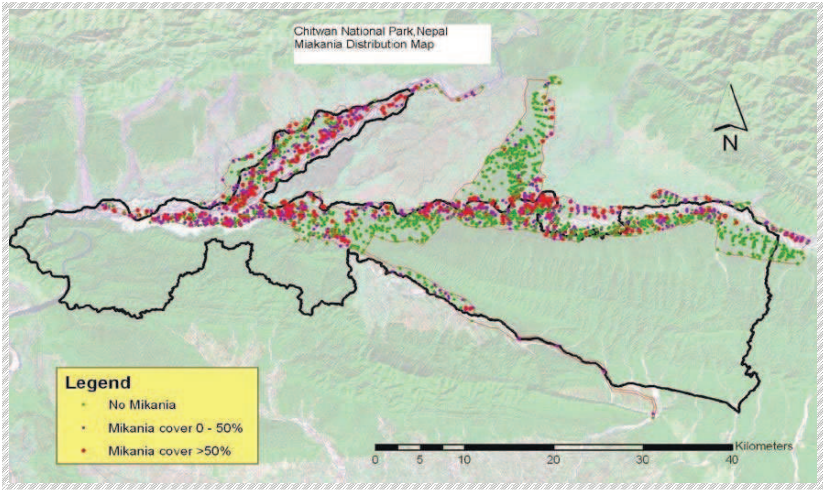 Chitwan National Park,Nepal
Miakania Distribution Map
N
Legend
No Mikania
Mikania cover 0 - 50%
Mikania cover >50%
Kilometers
0 5 10 20 30 40